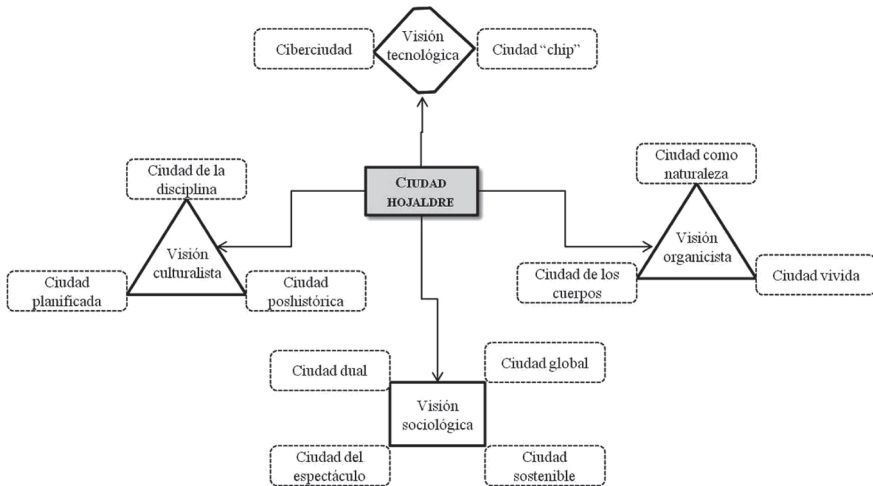 Ciberciudad
Visión
tecnológica
Ciudad “chip”
Ciudad de la
disciplina
CIUDAD
HOJALDRE
Ciudad como
naturaleza
Visión
culturalista
Visión
organicista
Ciudad
planificada
Ciudad
poshistórica
Ciudad de los
cuerpos
Ciudad vivida
Ciudad dual
Ciudad global
Visión
sociológica
Ciudad del
espectáculo
Ciudad
sostenible